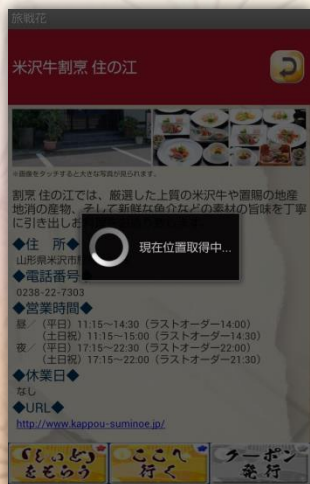 旅戦花
米沢牛割烹 住の江
※画像をタッチすると大きな写真が見られます。
割烹 住の江では、厳選した上質の米沢牛や置賜の地産
地消の産物、そして新鮮な魚介などの素材の旨味を丁寧
に引き出し
現在位置取得中...
◆住 所◆
山形県米沢市
◆電話番号
0238-22-7303
◆営業時間◆
昼/ (平日) 11:15~14:30 (ラストオーダー14:00)
(土日祝) 11:15~15:00 (ラストオーダー14:30)
夜/ (平日) 17:15~22:30 (ラストオーダー22:00)
(土日祝) 17:15~22:00 (ラストオーダー21:30)
◆休業日◆
なし
◆URL◆
http://www.kappou-suminoe.jp/
をもらう
ここへ
行く
クーポン
発行